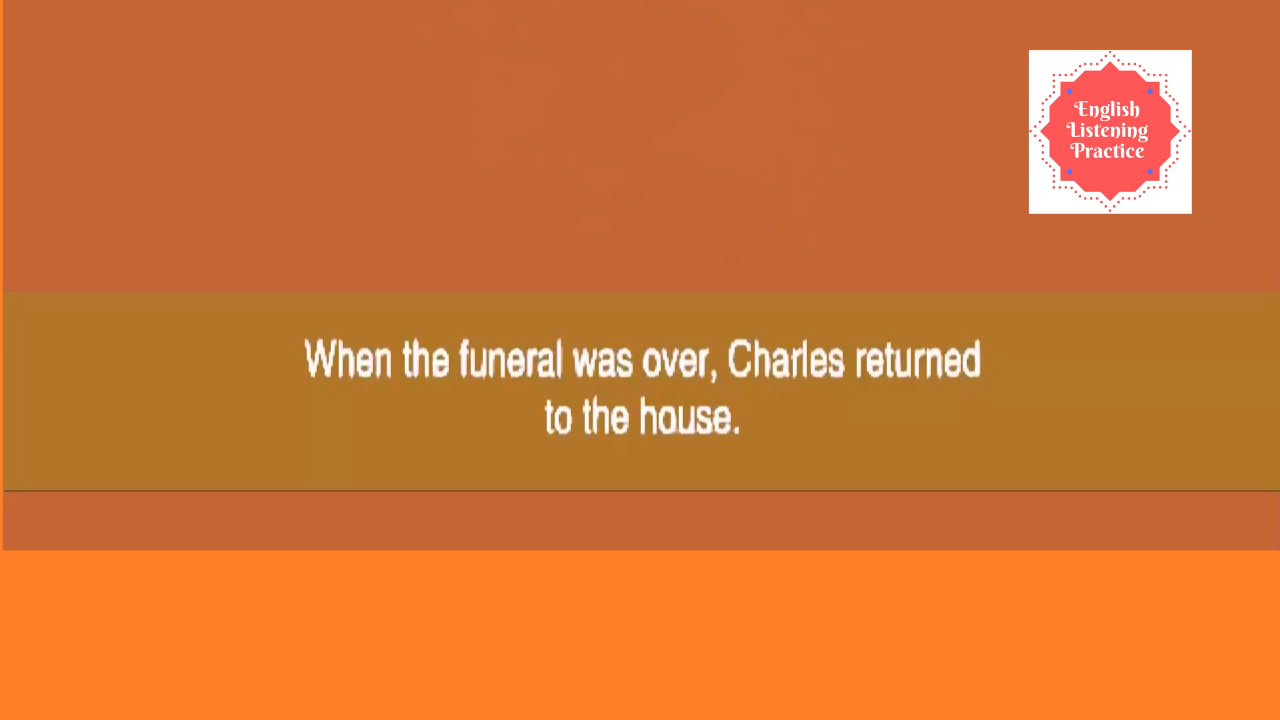 English
Listening
Practice
When the funeral was over, Charles returned
to the house.